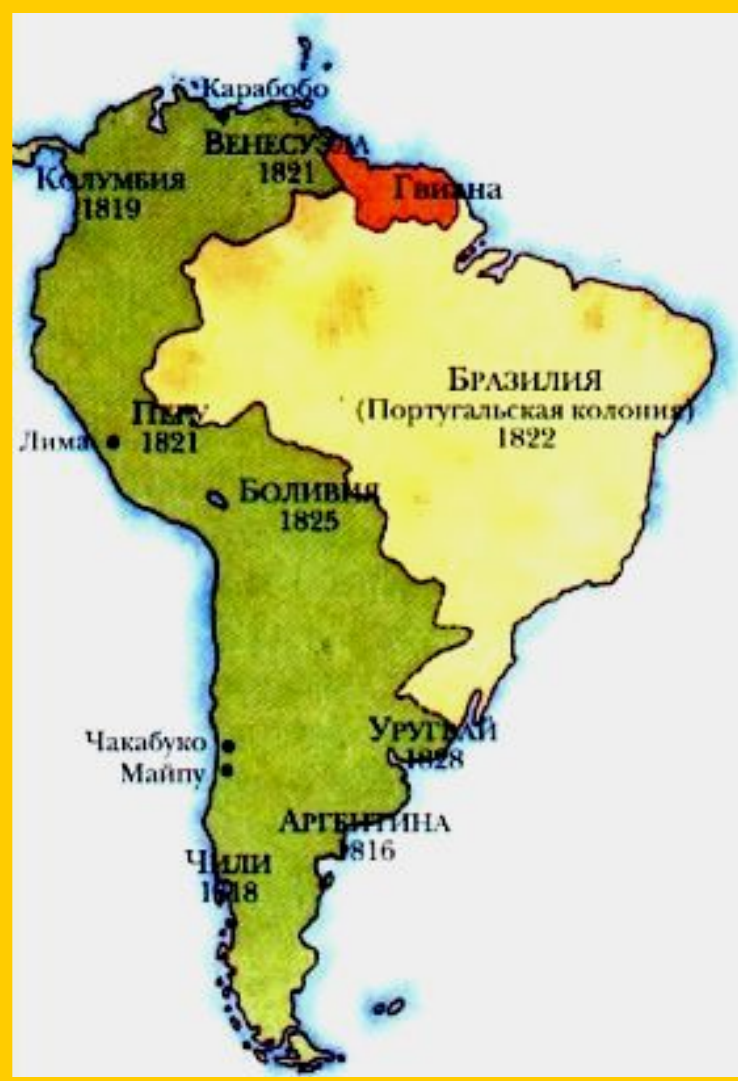 Карабобо
ВЕНЕСУЭЛА
1821
КОЛУМБИЯ
1819
Гвиана
БРАЗИЛИЯ
(Португальская колония)
1822
ПЕРУ
1821
Лима
БОЛИВИЯ
1825
Чакабуко
Майпу
УРУГВАЙ
1828
АРГЕНТИНА
1816
ЧИЛИ
1818